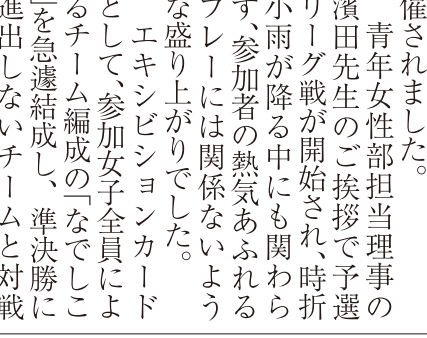 催されました。
青年女性部担当理事の
濱田先生のご挨拶で予選
リーグ戦が開始され、時折
小雨が降る中にも関わら
ず、参加者の熱気あふれる
プレーには関係ないよう
な盛り上がりでした。
エキシビションカード
として、参加女子全員によ
るチーム編成の「なでしこ
」を急遽結成し、準決勝に
進出しないチームと対戦